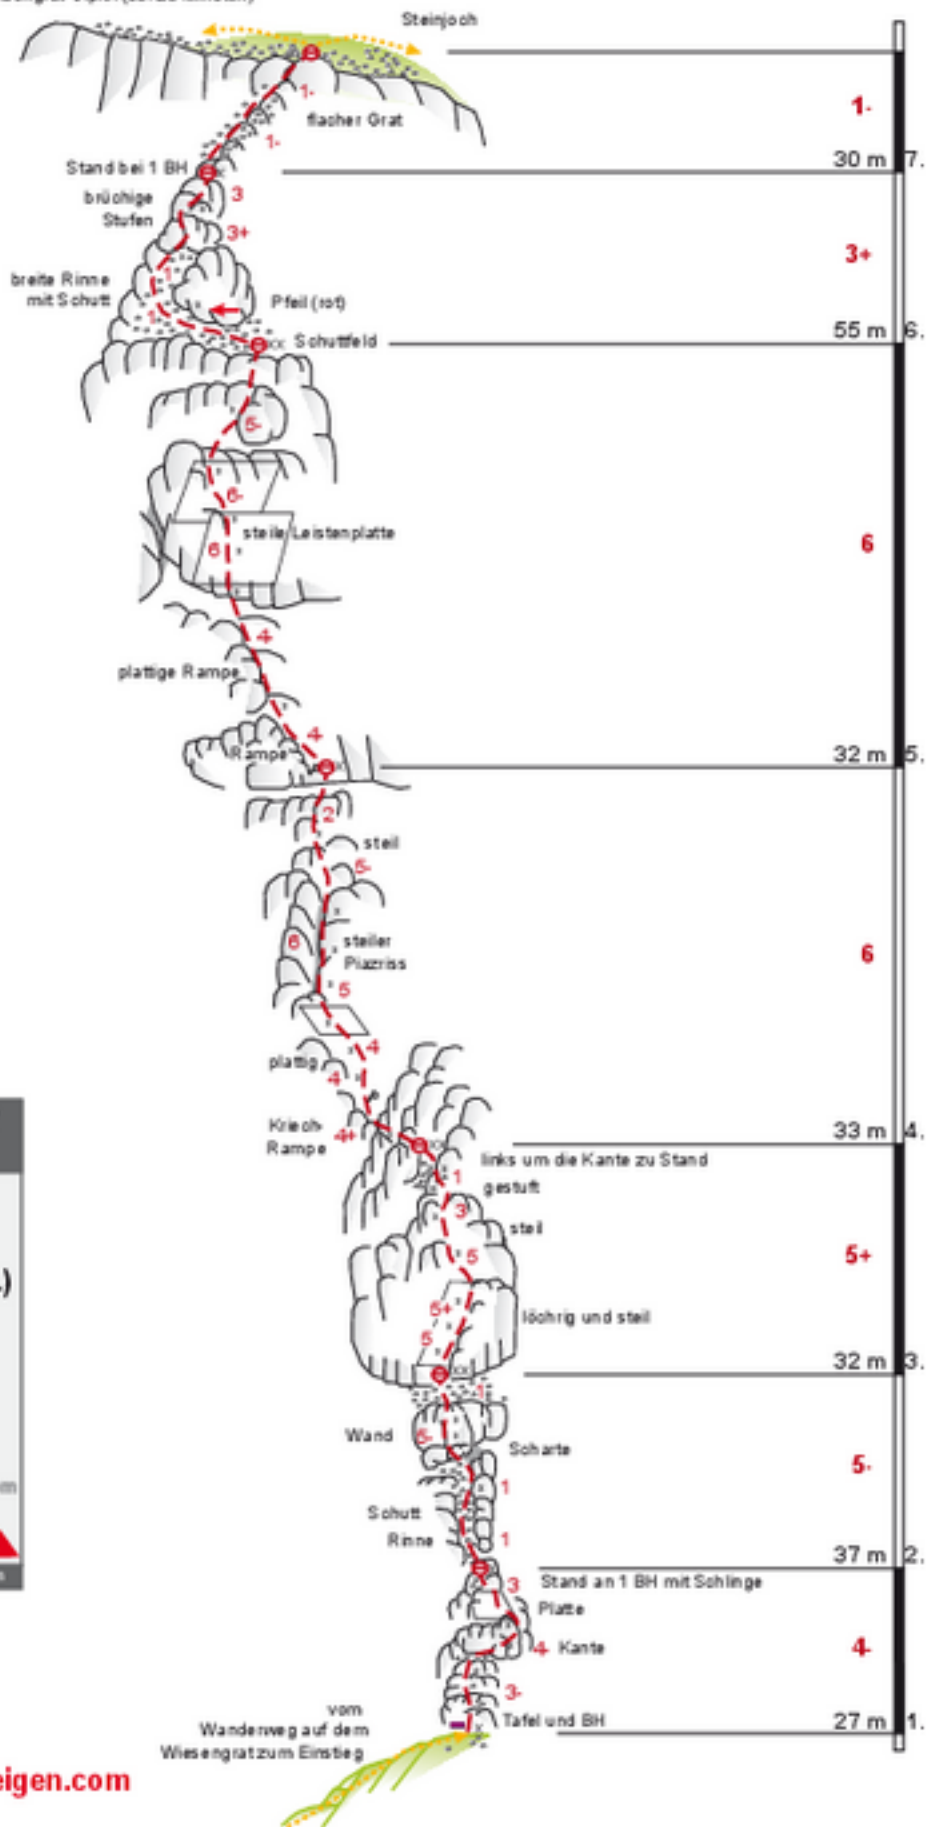 Steinjoch
1-
1-
flacher Grat
1-
30 m
7.
Stand bei 1 BH
3
brüchige
Stufen
3+
3+
1
breite Rinne
mit Schutt
Pfeil (rot)
1
Schuttfeld
55 m
6.
5-
6-
steile Leistenplatte
6
6
4-
plattige Rampe
4
Rampe
32 m
5.
2
steil
5-
6
steiler
Piazriss
6
5
4
plattig
4
Kriech-
Rampe
4+
33 m
4.
links um die Kante zu Stand
1
gestuft
3
steil
5
5+
5+
löchrig und steil
5
32 m
3.
1
Wand
5-
Scharte
5-
1
Schutt
Rinne
1
37 m
2.
3
Stand an 1 BH mit Schlinge
Platte
4-
Kante
4-
3-
Tafel und BH
27 m
1.
vom
Wanderweg auf dem
Wiesengrat zum Einstieg
eigen.com